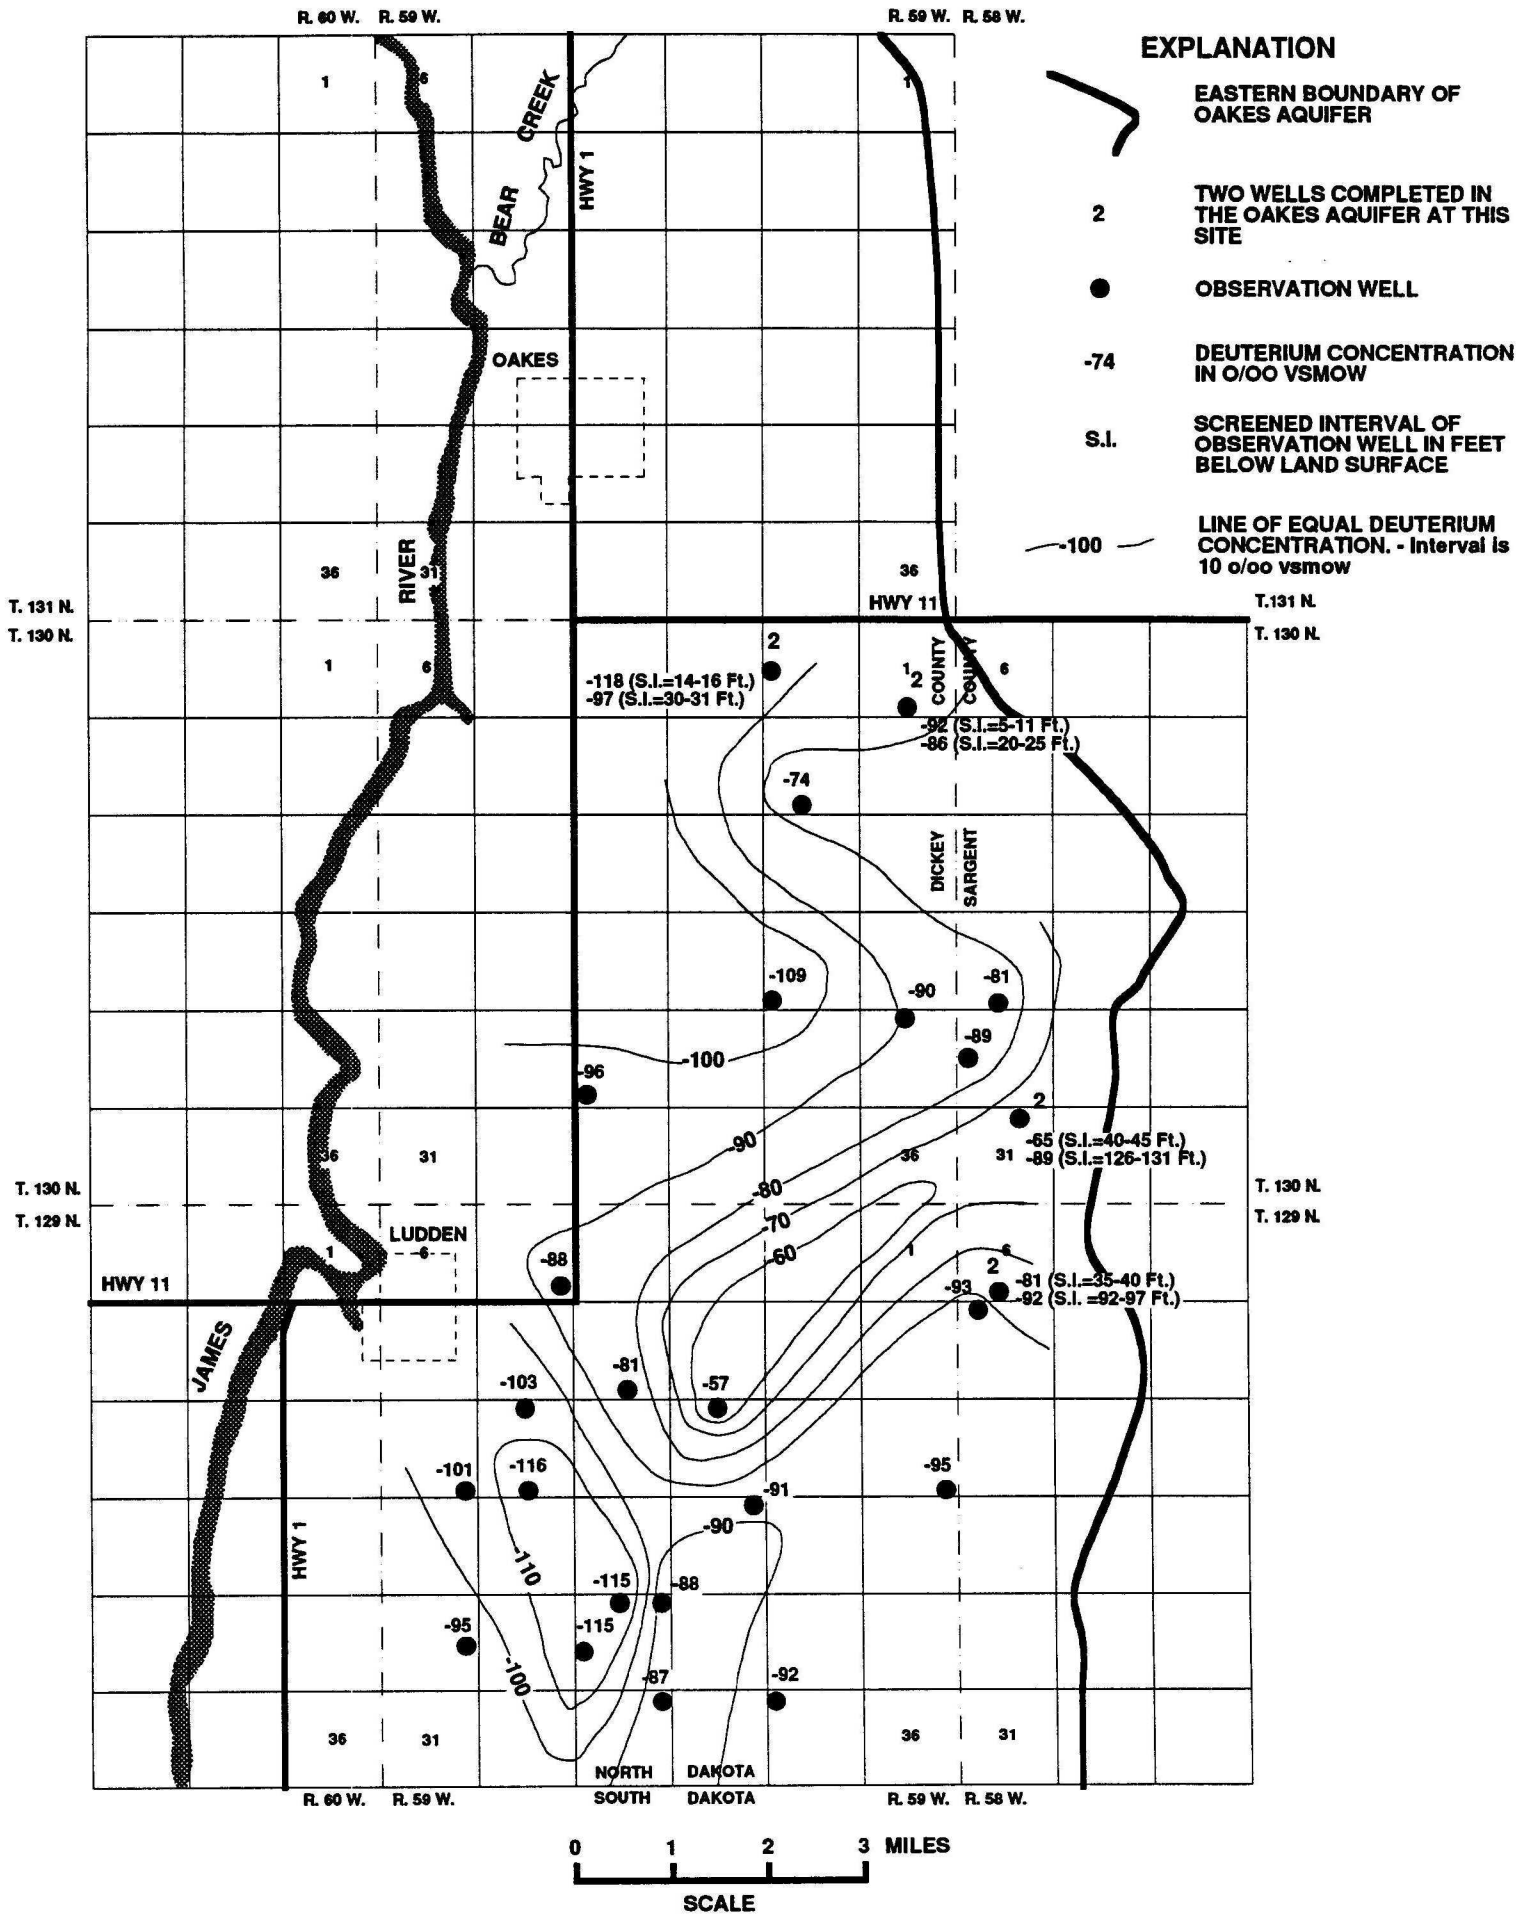 R. 60 W. R. 59 W.
R. 59 W. R. 58 W.
EXPLANATION
EASTERN BOUNDARY OF
OAKES AQUIFER
2
TWO WELLS COMPLETED IN
THE OAKES AQUIFER AT THIS
SITE
OBSERVATION WELL
-74
DEUTERIUM CONCENTRATION
IN O/OO VSMOW
S.I.
SCREENED INTERVAL OF
OBSERVATION WELL IN FEET
BELOW LAND SURFACE
-100
LINE OF EQUAL DEUTERIUM
CONCENTRATION. - Interval is
10 o/oo vsmow
1
6
1
BEAR CREEK
HWY 1
OAKES
RIVER
36
31
36
T. 131 N.
T. 130 N.
HWY 11
T.131 N.
T. 130 N.
1
6
2
-118 (S.I.=14-16 Ft.)
-97 (S.I.=30-31 Ft.)
1
2
COUNTY
COUNTY
6
-92 (S.I.=5-11 Ft.)
-86 (S.I.=20-25 Ft.)
-74
DICKEY
SARGENT
-109
-90
-81
-89
-100
-96
2
-65 (S.I.=40-45 Ft.)
-89 (S.I.=126-131 Ft.)
-90
36
31
36
31
T. 130 N.
T. 129 N.
-80
T. 130 N.
T. 129 N.
-70
-60
LUDDEN
1
6
1
6
HWY 11
-88
2
-93
-81 (S.I.=35-40 Ft.)
-92 (S.I. =92-97 Ft.)
JAMES
-81
-103
-57
-101
-116
-91
-95
-90
HWY 1
-110
-115
-88
-95
-115
-100
-87
-92
36
31
36
31
NORTH DAKOTA
SOUTH DAKOTA
R. 60 W. R. 59 W.
R. 59 W. R. 58 W.
0 1 2 3 MILES
SCALE